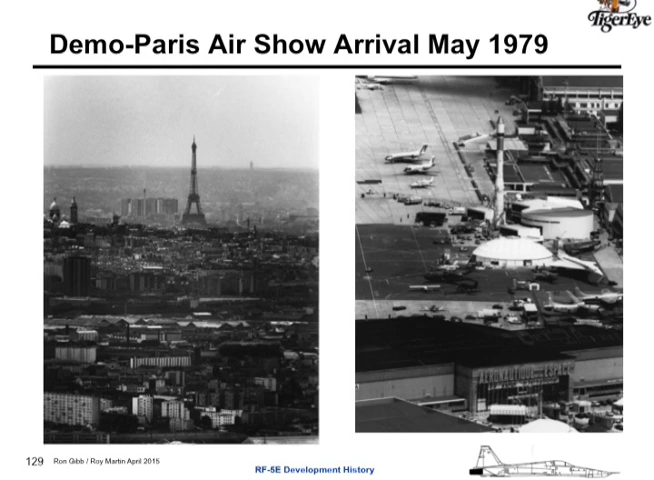 TigerEye
Demo-Paris Air Show Arrival May 1979
129
Ron Gibb / Roy Martin April 2015
RF-5E Development History